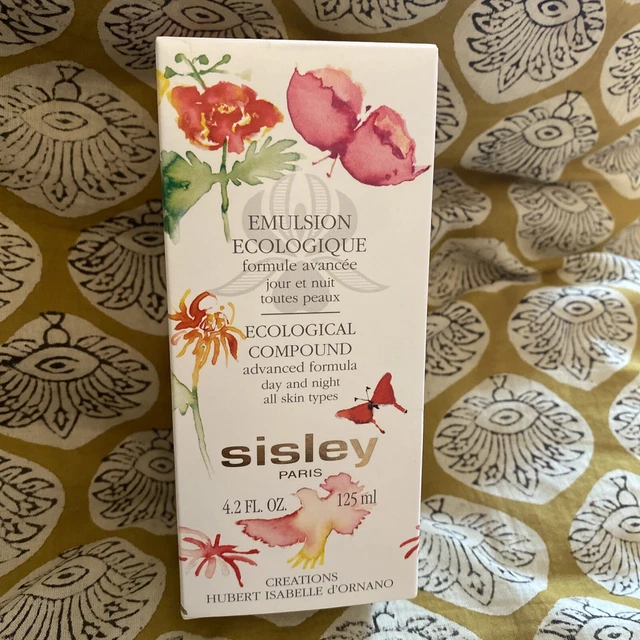 EMULSION
ECOLOGIQUE
formule avancée
jour et nuit
toutes peaux
ECOLOGICAL
COMPOUND
advanced formula
day and night
all skin types
sisley
PARIS
4.2 FL. OZ. 125 ml
CREATIONS
HUBERT ISABELLE d'ORNANO